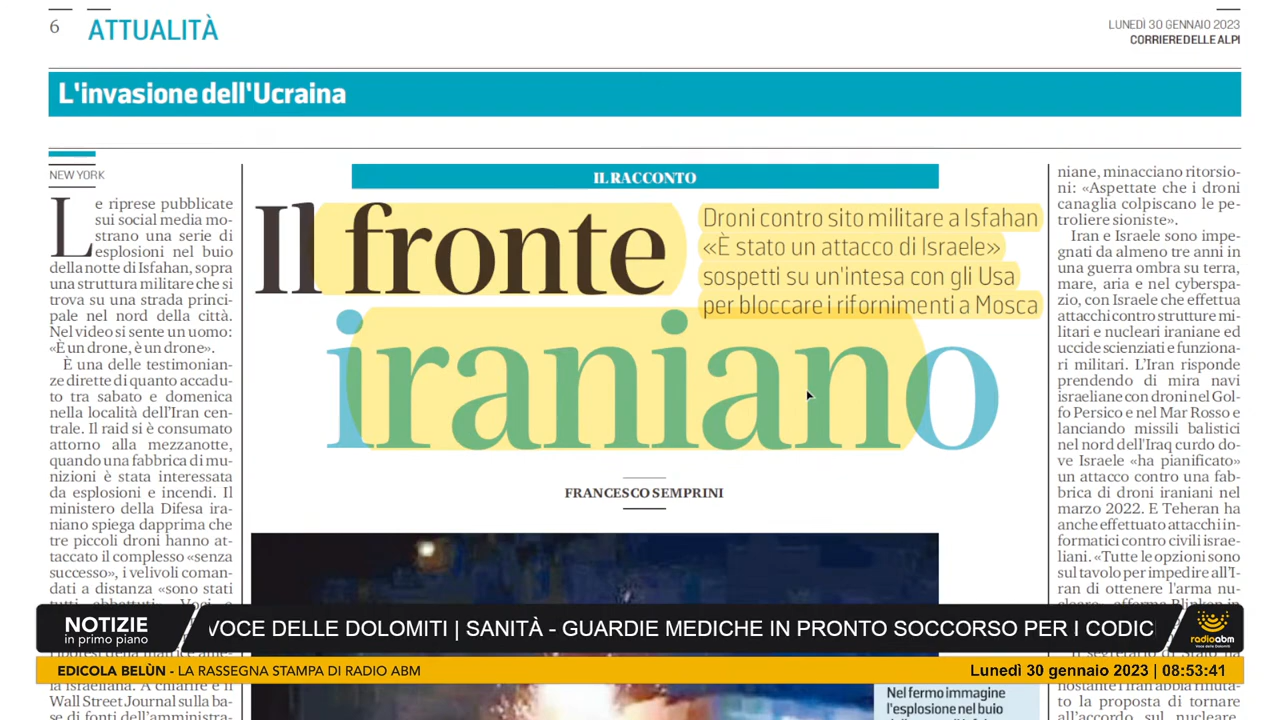 6 ATTUALITÀ
LUNEDÌ 30 GENNAIO 2023
CORRIERE DELLE ALPI
L'invasione dell'Ucraina
NEW YORK
Le riprese pubblicate
sui social media mo-
strano una serie di
esplosioni nel buio
della notte di Isfahan, sopra
una struttura militare che si
trova su una strada princi-
pale nel nord della città.
Nel video si sente un uomo:
«È un drone, è un drone».
È una delle testimonian-
ze dirette di quanto accadu-
to tra sabato e domenica
nella località dell'Iran cen-
trale. Il raid si è consumato
attorno alla mezzanotte,
quando una fabbrica di mu-
nizioni è stata interessata
da esplosioni e incendi. Il
ministero della Difesa ira-
niano spiega dapprima che
tre piccoli droni hanno at-
taccato il complesso «senza
successo», i velivoli coman-
dati a distanza «sono stati
la israeliana. A chiarire è il
Wall Street Journal sulla ba-
se di fonti dell'amministra-
IL RACCONTO
Il fronte
iraniano
Droni contro sito militare a Isfahan
«È stato un attacco di Israele»
sospetti su un'intesa con gli Usa
per bloccare i rifornimenti a Mosca
FRANCESCO SEMPRINI
Nel fermo immagine
l'esplosione nel buio
niane, minacciano ritorsio-
ni: «Aspettate che i droni
canaglia colpiscano le pe-
troliere sioniste».
Iran e Israele sono impe-
gnati da almeno tre anni in
una guerra ombra su terra,
mare, aria e nel cyberspa-
zio, con Israele che effettua
attacchi contro strutture mi-
litari e nucleari iraniane ed
uccide scienziati e funziona-
ri militari. L'Iran risponde
prendendo di mira navi
israeliane con droni nel Gol-
fo Persico e nel Mar Rosso e
lanciando missili balistici
nel nord dell'Iraq curdo do-
ve Israele «ha pianificato»
un attacco contro una fab-
brica di droni iraniani nel
marzo 2022. E Teheran ha
anche effettuato attacchi in-
formatici contro civili israe-
liani. «Tutte le opzioni sono
sul tavolo per impedire all'I-
ran di ottenere l'arma nu-
nostante l'Iran abbia rifiuta-
to la proposta di tornare
all'accordo sul nucleare,
NOTIZIE
in primo piano
VOCE DELLE DOLOMITI | SANITÀ - GUARDIE MEDICHE IN PRONTO SOCCORSO PER I CODIC
radioabm
Voce delle Dolomiti
EDICOLA BELÙN - LA RASSEGNA STAMPA DI RADIO ABM
Lunedì 30 gennaio 2023 | 08:53:41